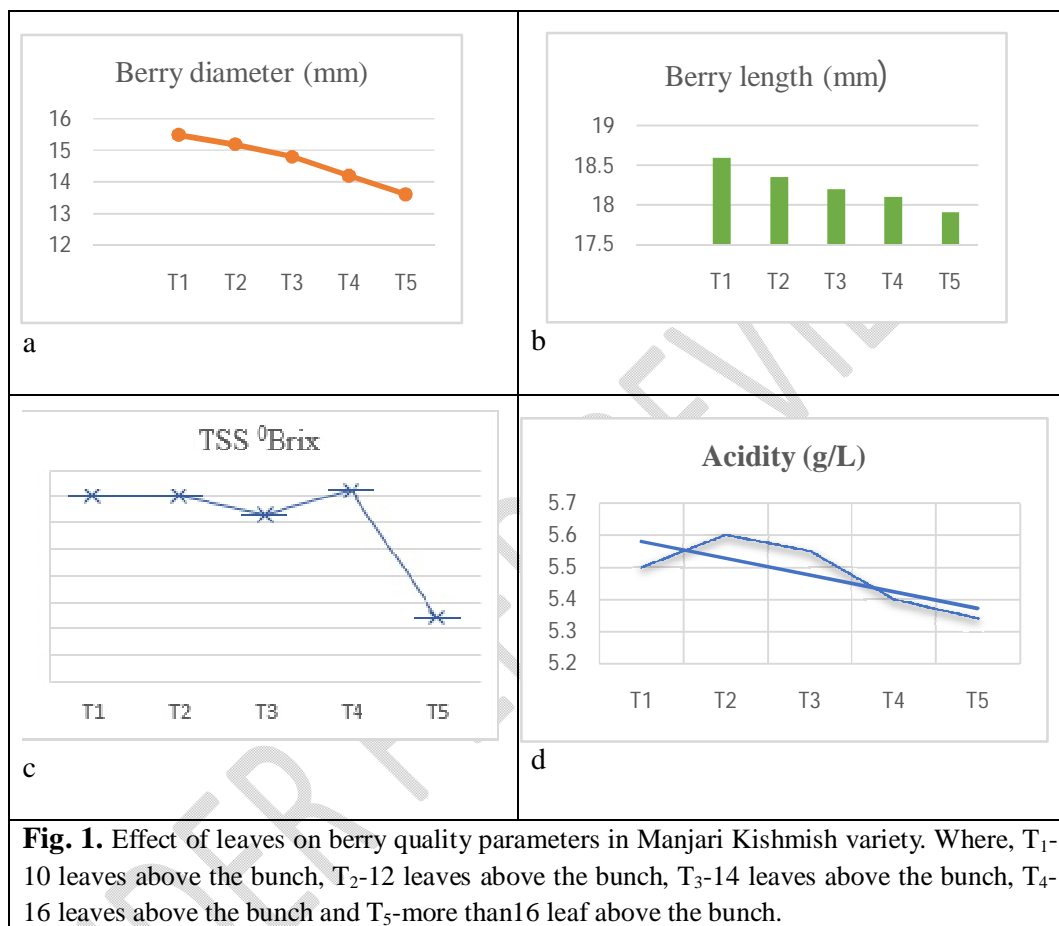 Berry diameter (mm)
16
15
14
13
12
T1 T2 T3 T4 T5
a
Berry length (mm)
19
18.5
18
17.5
T1 T2 T3 T4 T5
b
TSS ⁰Brix
T1 T2 T3 T4 T5
c
Acidity (g/L)
5.7
5.6
5.5
5.4
5.3
5.2
T1 T2 T3 T4 T5
d
Fig. 1. Effect of leaves on berry quality parameters in Manjari Kishmish variety. Where, T₁-
10 leaves above the bunch, T₂-12 leaves above the bunch, T₃-14 leaves above the bunch, T₄-
16 leaves above the bunch and T₅-more than16 leaf above the bunch.